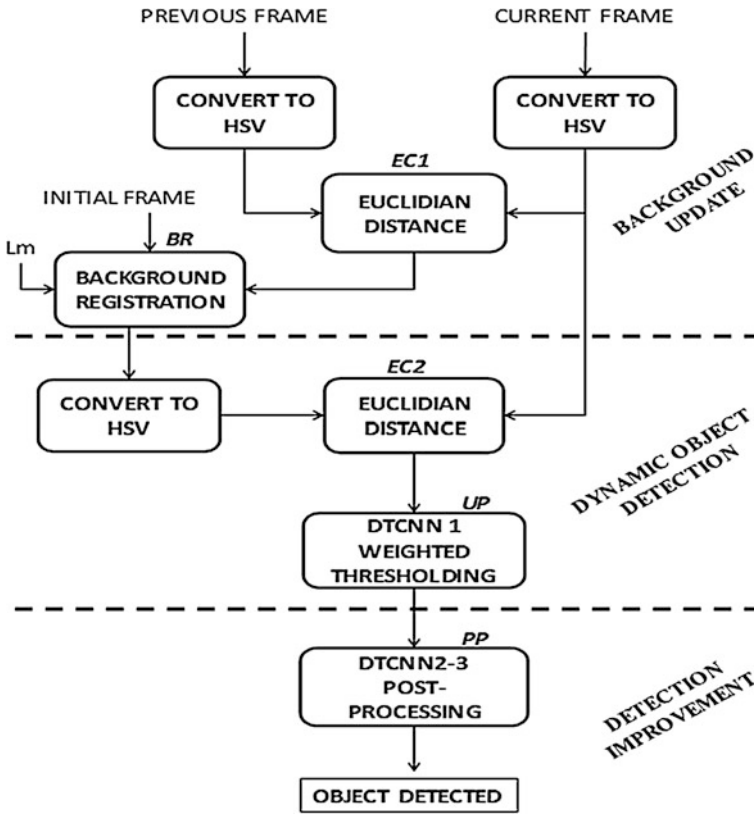 PREVIOUS FRAME
CURRENT FRAME
CONVERT TO
HSV
CONVERT TO
HSV
EC1
EUCLIDIAN
DISTANCE
BACKGROUND
UPDATE
INITIAL FRAME
Lm
BR
BACKGROUND
REGISTRATION
CONVERT TO
HSV
EC2
EUCLIDIAN
DISTANCE
DYNAMIC OBJECT
DETECTION
UP
DTCNN 1
WEIGHTED
THRESHOLDING
PP
DTCNN2-3
POST-
PROCESSING
DETECTION
IMPROVEMENT
OBJECT DETECTED